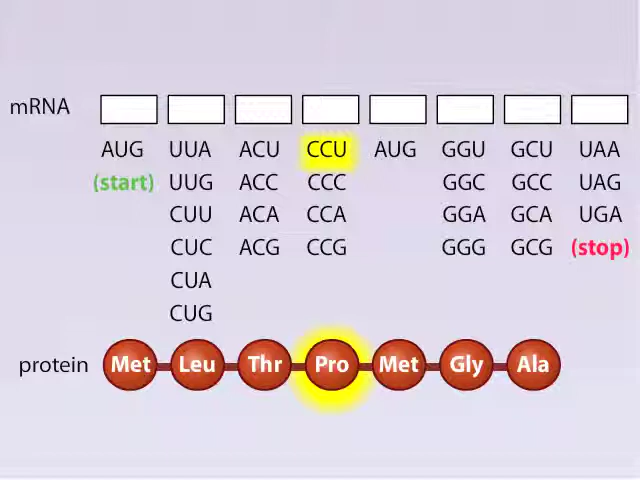 mRNA
AUG UUA ACU CCU AUG GGU GCU UAA
(start) UUG ACC CCC GGC GCC UAG
CUU ACA CCA GGA GCA UGA
CUC ACG CCG GGG GCG (stop)
CUA
CUG
protein Met Leu Thr Pro Met Gly Ala